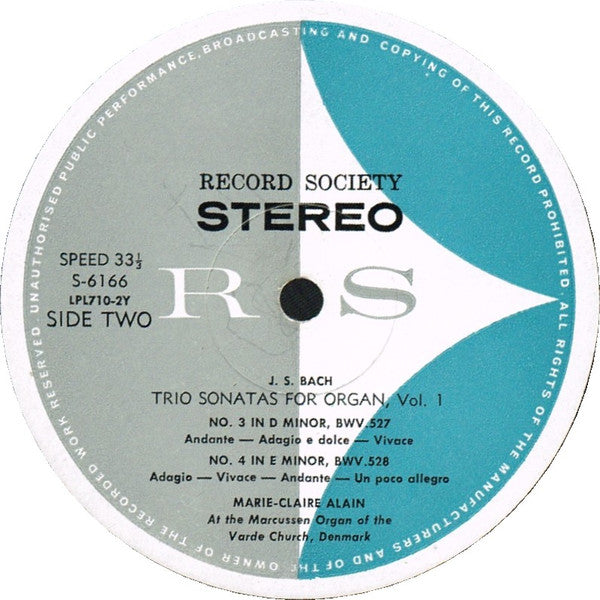 UNAUTHORISED PUBLIC PERFORMANCE, BROADCASTING AND COPYING OF THIS RECORD PROHIBITED. ALL RIGHTS OF THE MANUFACTURERS AND OF THE OWNER OF THE RECORDED WORK RESERVED.
RECORD SOCIETY
STEREO
SPEED 33⅓
S-6166
LPL710-2Y
SIDE TWO
R S
J. S. BACH
TRIO SONATAS FOR ORGAN, Vol. 1
NO. 3 IN D MINOR, BWV.527
Andante — Adagio e dolce — Vivace
NO. 4 IN E MINOR, BWV.528
Adagio — Vivace — Andante — Un poco allegro
MARIE-CLAIRE ALAIN
At the Marcussen Organ of the
Varde Church, Denmark